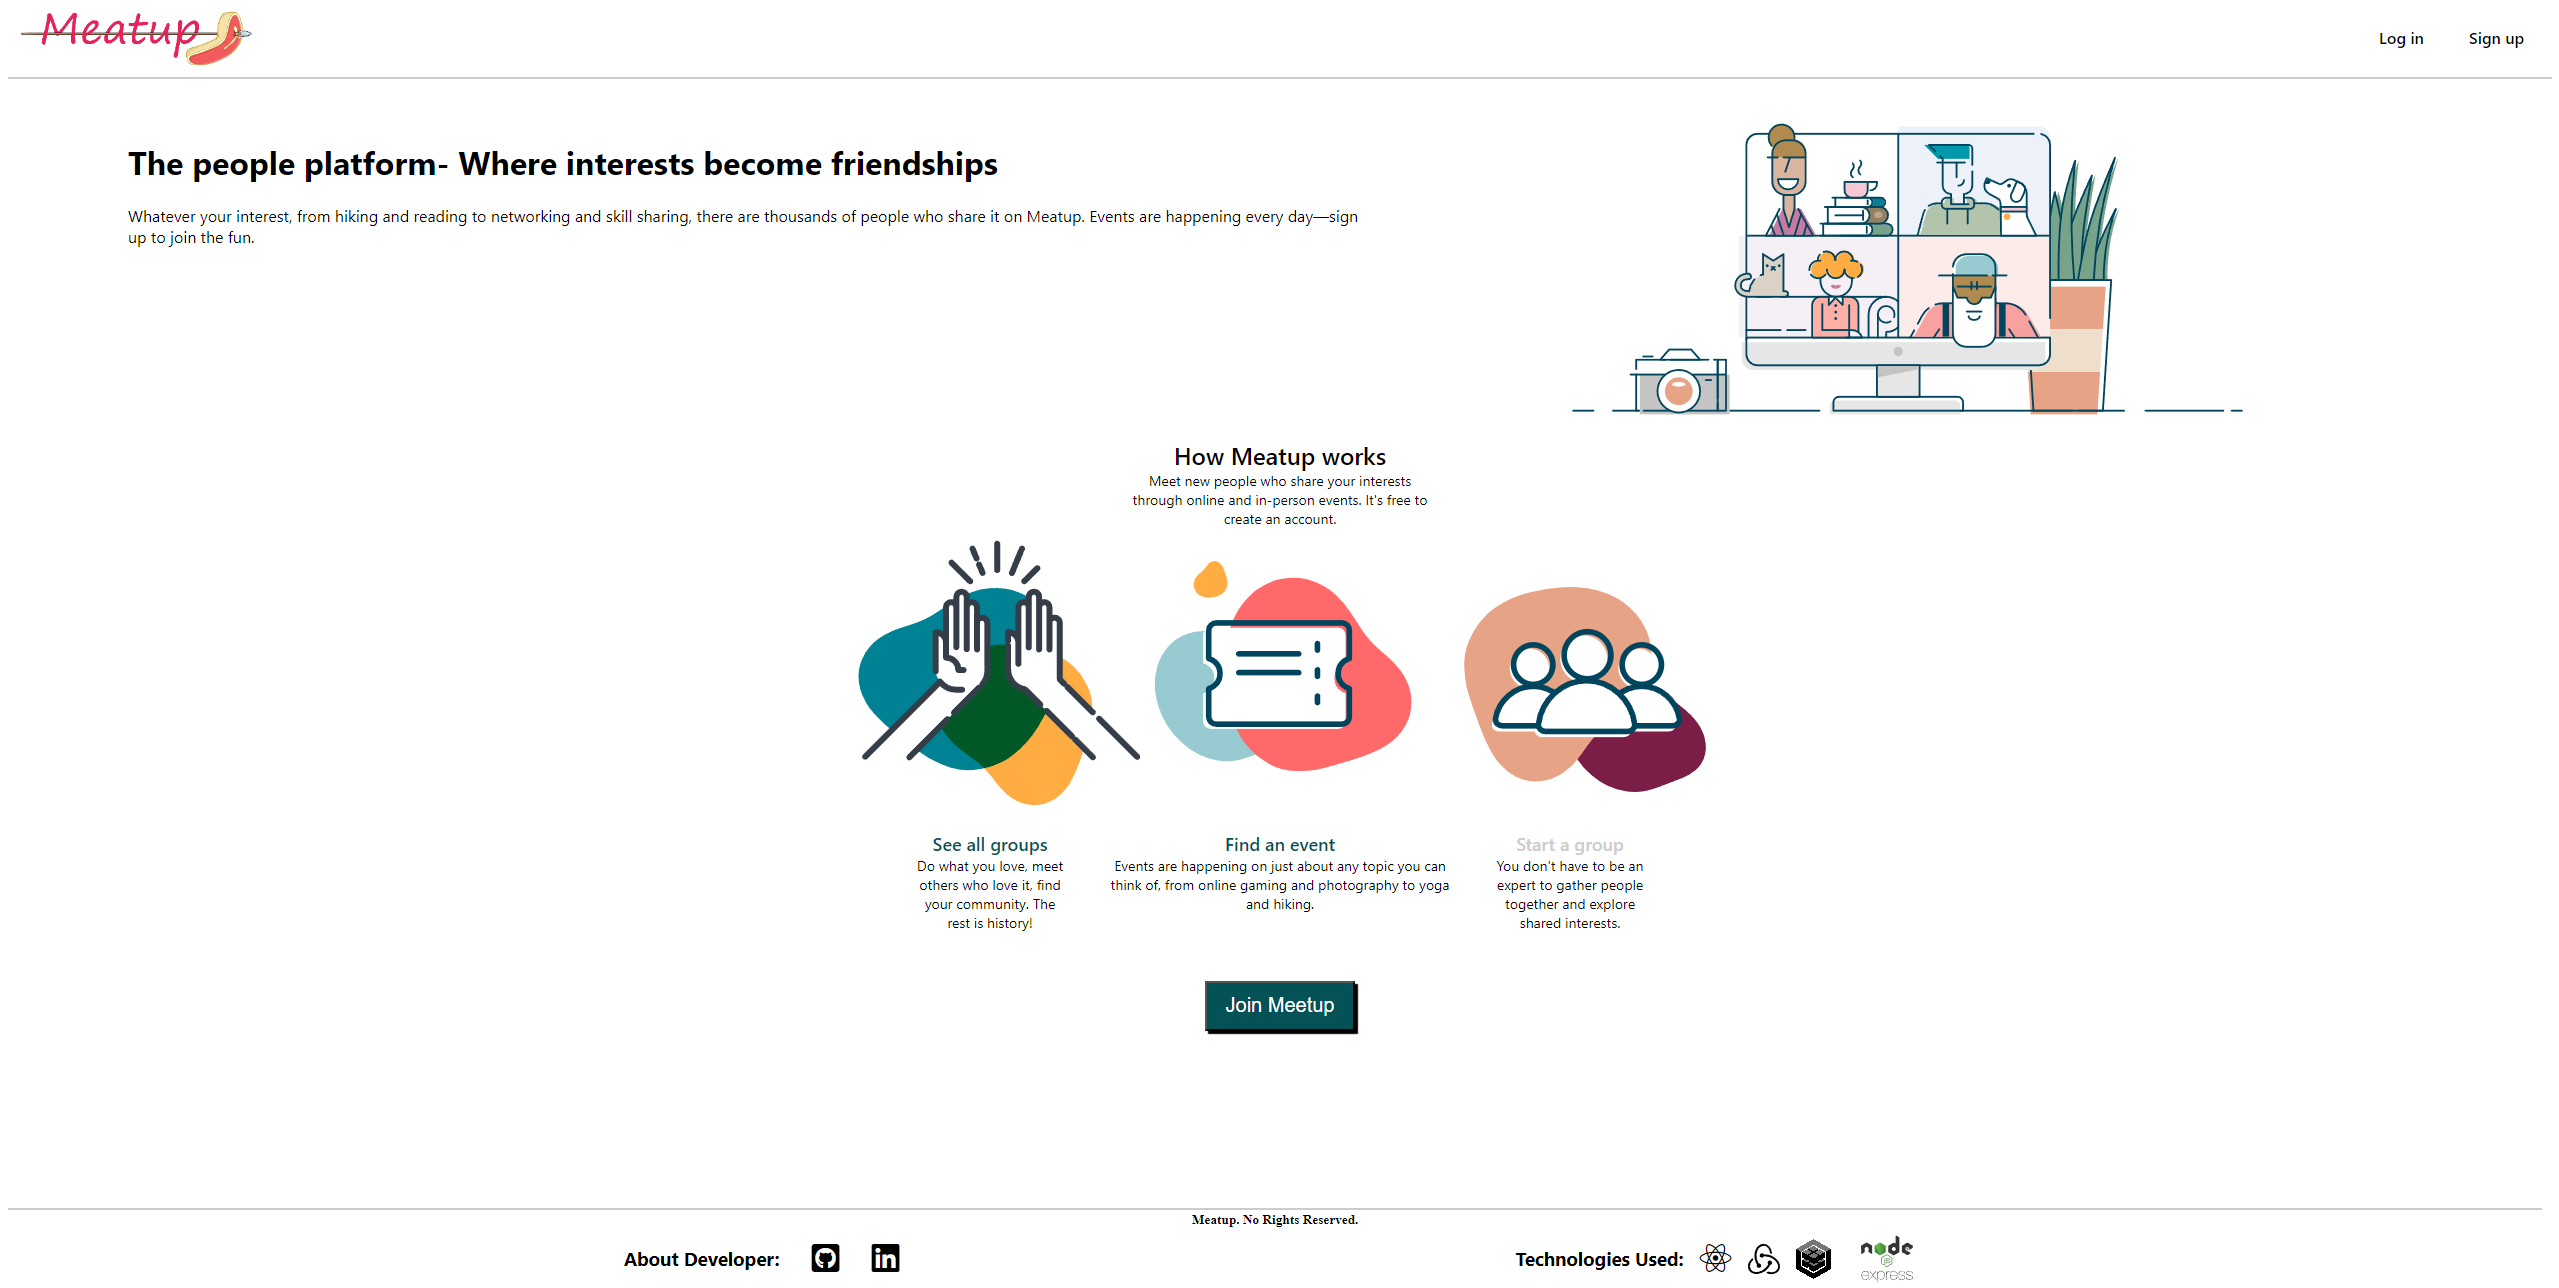 Meatup
Log in
Sign up
The people platform- Where interests become friendships
Whatever your interest, from hiking and reading to networking and skill sharing, there are thousands of people who share it on Meatup. Events are happening every day—sign
up to join the fun.
How Meatup works
Meet new people who share your interests
through online and in-person events. It's free to
create an account.
See all groups
Do what you love, meet
others who love it, find
your community. The
rest is history!
Find an event
Events are happening on just about any topic you can
think of, from online gaming and photography to yoga
and hiking.
Start a group
You don't have to be an
expert to gather people
together and explore
shared interests.
Join Meetup
Meatup. No Rights Reserved.
About Developer:
in
Technologies Used:
node
JS
express